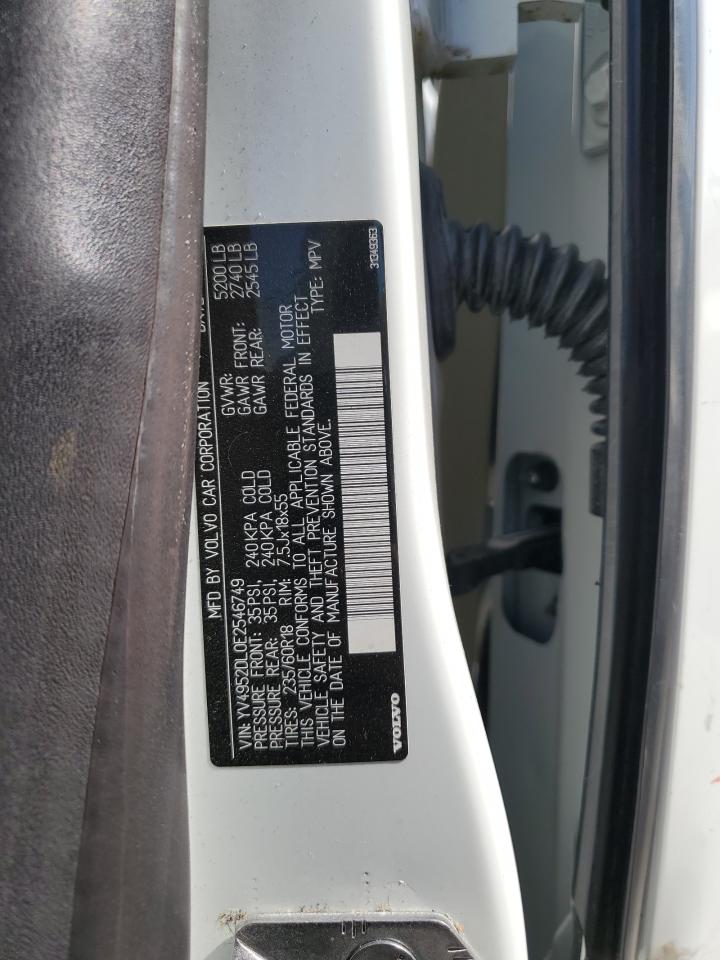 MFD BY VOLVO CAR CORPORATION
VIN: YV4952DL0E2546749
GVWR: 5200 LB
PRESSURE FRONT: 35PSI, 240KPA COLD GAWR FRONT: 2740 LB
PRESSURE REAR: 35PSI, 240KPA COLD GAWR REAR: 2545 LB
TIRES: 235/60R18 RIM: 7.5Jx18x55
THIS VEHICLE CONFORMS TO ALL APPLICABLE FEDERAL MOTOR
VEHICLE SAFETY AND THEFT PREVENTION STANDARDS IN EFFECT
ON THE DATE OF MANUFACTURE SHOWN ABOVE. TYPE: MPV
VOLVO
31349363